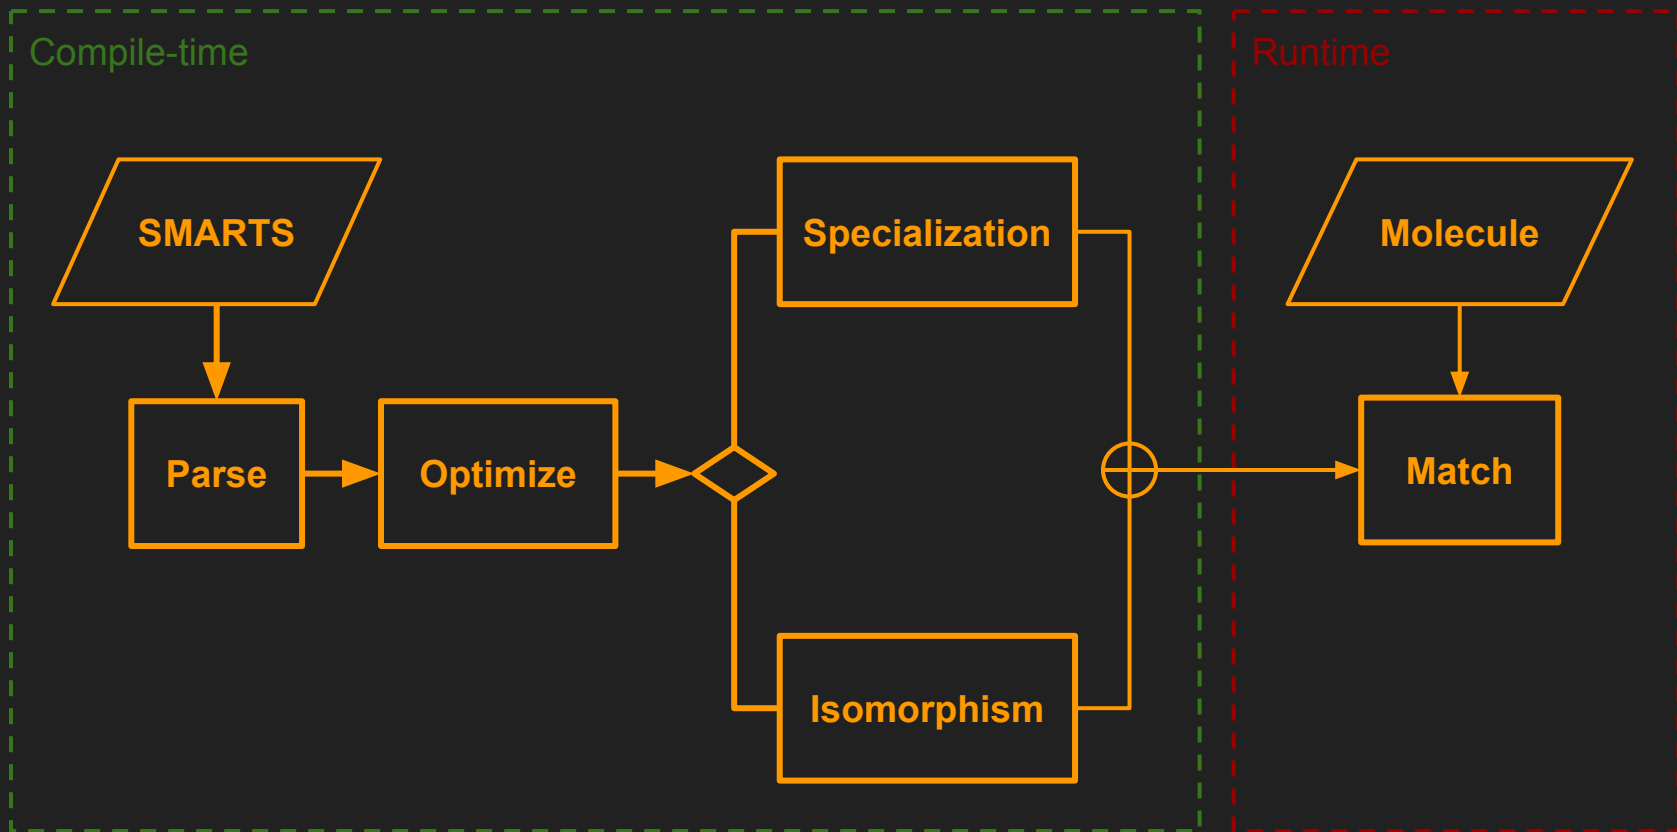 Compile-time
Runtime
SMARTS
Specialization
Molecule
Parse
Optimize
Match
Isomorphism